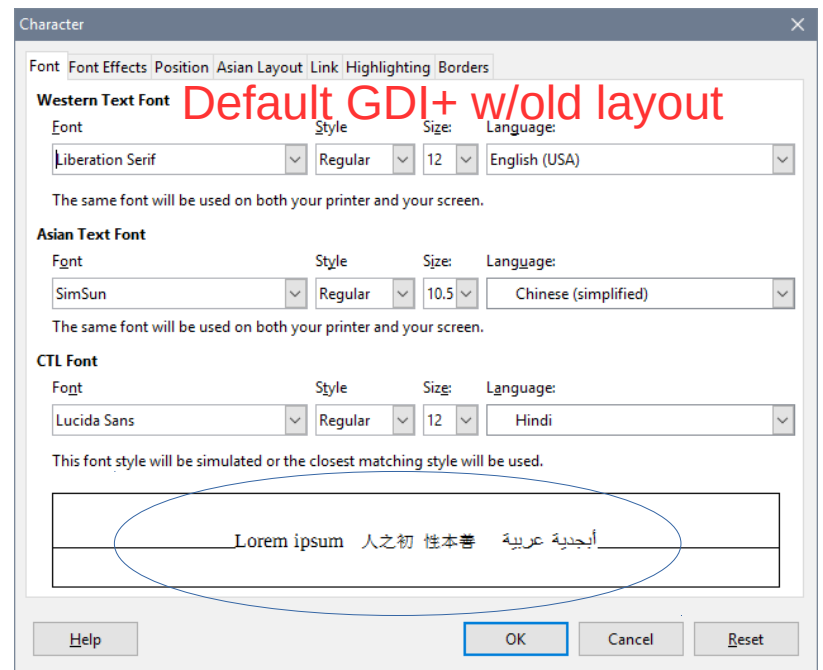 Character
Font Font Effects Position Asian Layout Link Highlighting Borders
Default GDI+ w/old layout
Western Text Font
Font Style Size: Language:
Liberation Serif Regular 12 English (USA)
The same font will be used on both your printer and your screen.
Asian Text Font
Font Style Size: Language:
SimSun Regular 10.5 Chinese (simplified)
The same font will be used on both your printer and your screen.
CTL Font
Font Style Size: Language:
Lucida Sans Regular 12 Hindi
This font style will be simulated or the closest matching style will be used.
Lorem ipsum 人之初 性本善 أبجدية عربية
Help OK Cancel Reset